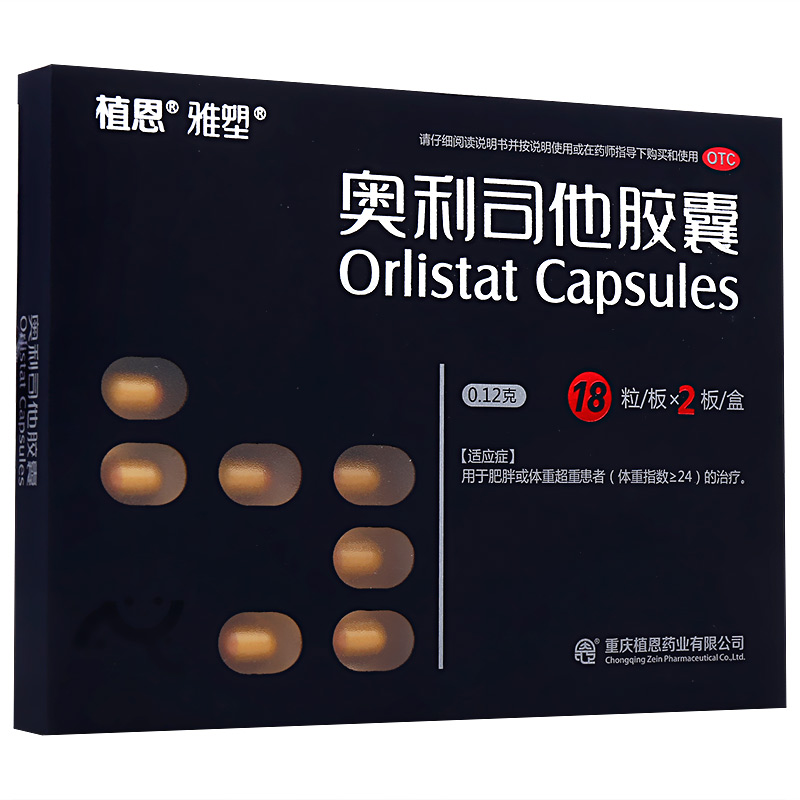 植恩® 雅塑®
请仔细阅读说明书并按说明使用或在药师指导下购买和使用 OTC
奥利司他胶囊
Orlistat Capsules
0.12克 18粒/板×2板/盒
【适应症】
用于肥胖或体重超重患者（体重指数≥24）的治疗。
重庆植恩药业有限公司
Chongqing Zein Pharmaceutical Co.,Ltd.
奥利司他胶囊
Orlistat Capsules